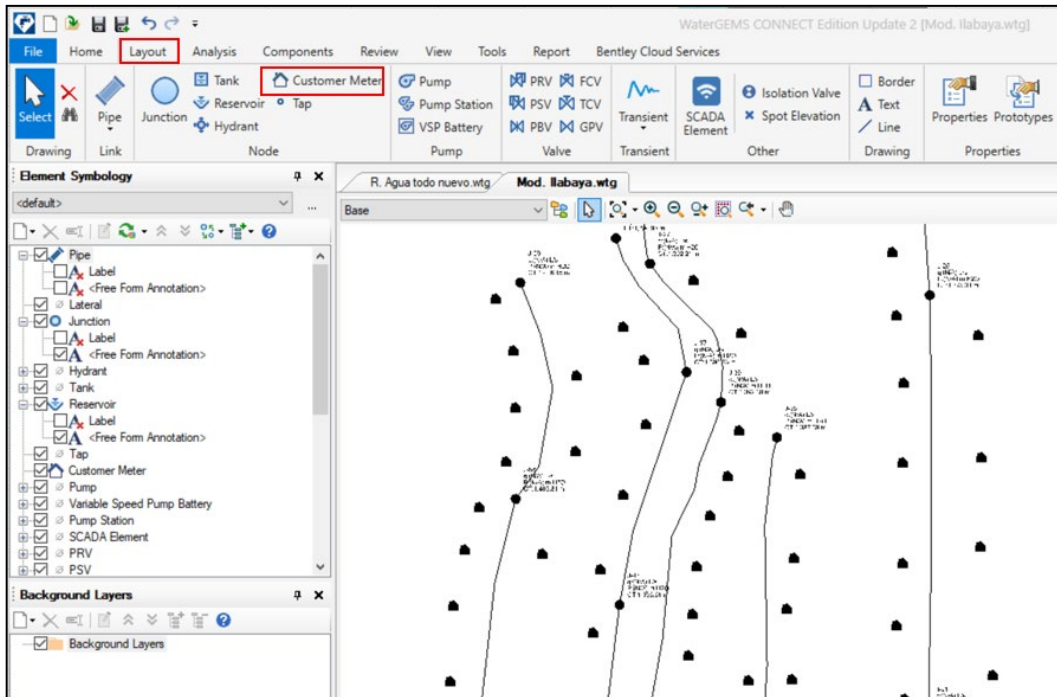 WaterGEMS CONNECT Edition Update 2 [Mod. Ilabaya.wtg]
File Home Layout Analysis Components Review View Tools Report Bentley Cloud Services
Select
Pipe
Junction
Tank
Reservoir
Hydrant
Customer Meter
Tap
Pump
Pump Station
VSP Battery
PRV FCV
PSV TCV
PBV GPV
Transient
SCADA
Element
Isolation Valve
Spot Elevation
Border
Text
Line
Properties Prototypes
Drawing Link Node Pump Valve Transient Other Drawing Properties
Element Symbology
<default>
Pipe
Label
<Free Form Annotation>
Lateral
Junction
Label
<Free Form Annotation>
Hydrant
Tank
Reservoir
Label
<Free Form Annotation>
Tap
Customer Meter
Pump
Variable Speed Pump Battery
Pump Station
SCADA Element
PRV
PSV
Background Layers
Background Layers
R. Agua todo nuevo.wtg Mod. Ilabaya.wtg
Base